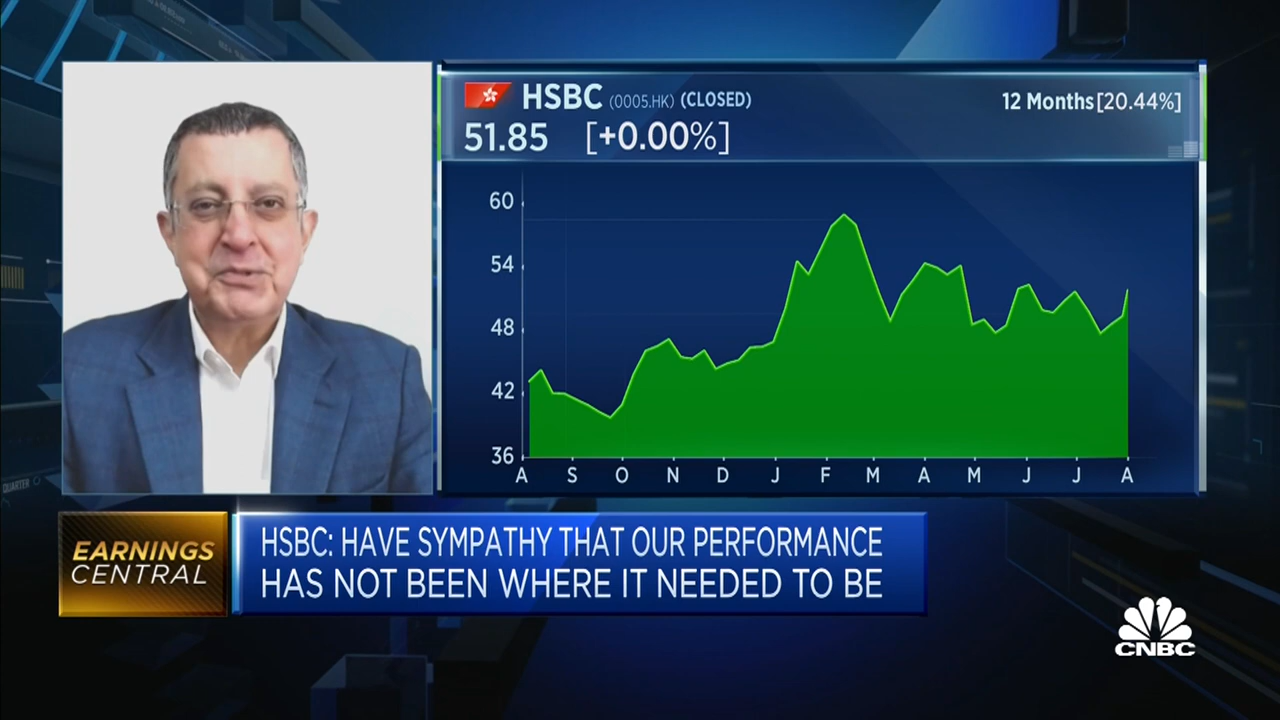 HSBC (0005.HK) (CLOSED)
12 Months [20.44%]
51.85 [+0.00%]
60
54
48
42
36
A S O N D J F M A M J J A
QUARTER
EARNINGS
CENTRAL
HSBC: HAVE SYMPATHY THAT OUR PERFORMANCE
HAS NOT BEEN WHERE IT NEEDED TO BE
CNBC